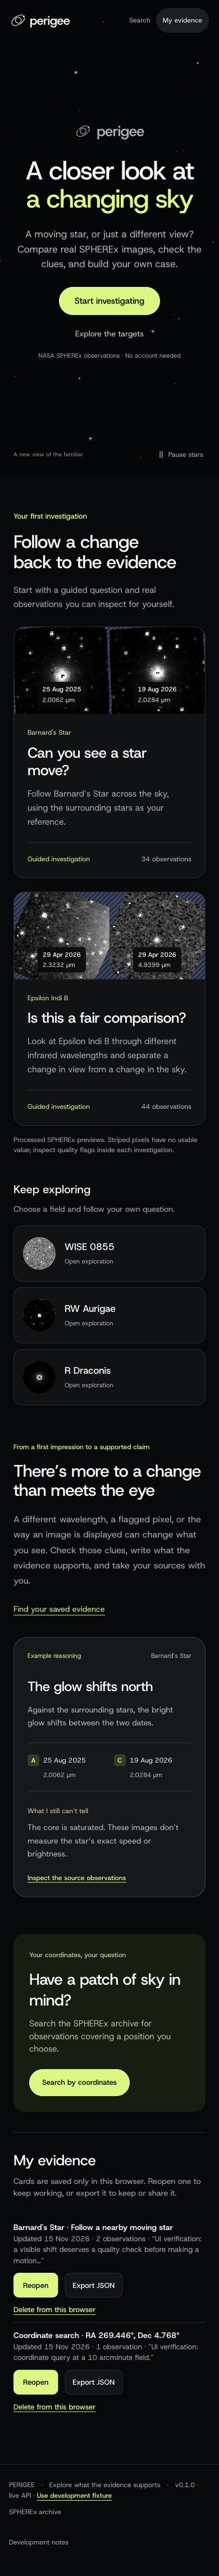 perigee
Search
My evidence
perigee
A closer look at
a changing sky
A moving star, or just a different view?
Compare real SPHEREx images, check the
clues, and build your own case.
Start investigating
Explore the targets
NASA SPHEREx observations · No account needed
A new view of the familiar
Pause stars
Your first investigation
Follow a change
back to the evidence
Start with a guided question and real
observations you can inspect for yourself.
25 Aug 2025
2.0062 μm
19 Aug 2026
2.0284 μm
Barnard's Star
Can you see a star
move?
Follow Barnard's Star across the sky,
using the surrounding stars as your
reference.
Guided investigation
34 observations
29 Apr 2026
2.3232 μm
29 Apr 2026
4.9399 μm
Epsilon Indi B
Is this a fair comparison?
Look at Epsilon Indi B through different
infrared wavelengths and separate a
change in view from a change in the sky.
Guided investigation
44 observations
Processed SPHEREx previews. Striped pixels have no usable
value; inspect quality flags inside each investigation.
Keep exploring
Choose a field and follow your own question.
WISE 0855
Open exploration
RW Aurigae
Open exploration
R Draconis
Open exploration
From a first impression to a supported claim
There's more to a change
than meets the eye
A different wavelength, a flagged pixel, or the
way an image is displayed can change what
you see. Check those clues, write what the
evidence supports, and take your sources with
you.
Find your saved evidence
Example reasoning
Barnard's Star
The glow shifts north
Against the surrounding stars, the bright
glow shifts between the two dates.
A 25 Aug 2025
2.0062 μm
C 19 Aug 2026
2.0284 μm
What I still can't tell
The core is saturated. These images don't
measure the star's exact speed or
brightness.
Inspect the source observations
Your coordinates, your question
Have a patch of sky in
mind?
Search the SPHEREx archive for
observations covering a position you
choose.
Search by coordinates
My evidence
Cards are saved only in this browser. Reopen one to
keep working, or export it to keep or share it.
Barnard's Star · Follow a nearby moving star
Updated 15 Nov 2026 · 2 observations · "UI verification:
a visible shift deserves a quality check before making a
motion…"
Reopen
Export JSON
Delete from this browser
Coordinate search · RA 269.446°, Dec 4.768°
Updated 15 Nov 2026 · 1 observation · "UI verification:
coordinate query at a 10 arcminute field."
Reopen
Export JSON
Delete from this browser
PERIGEE · Explore what the evidence supports · v0.1.0 ·
live API · Use development fixture
SPHEREx archive
Development notes